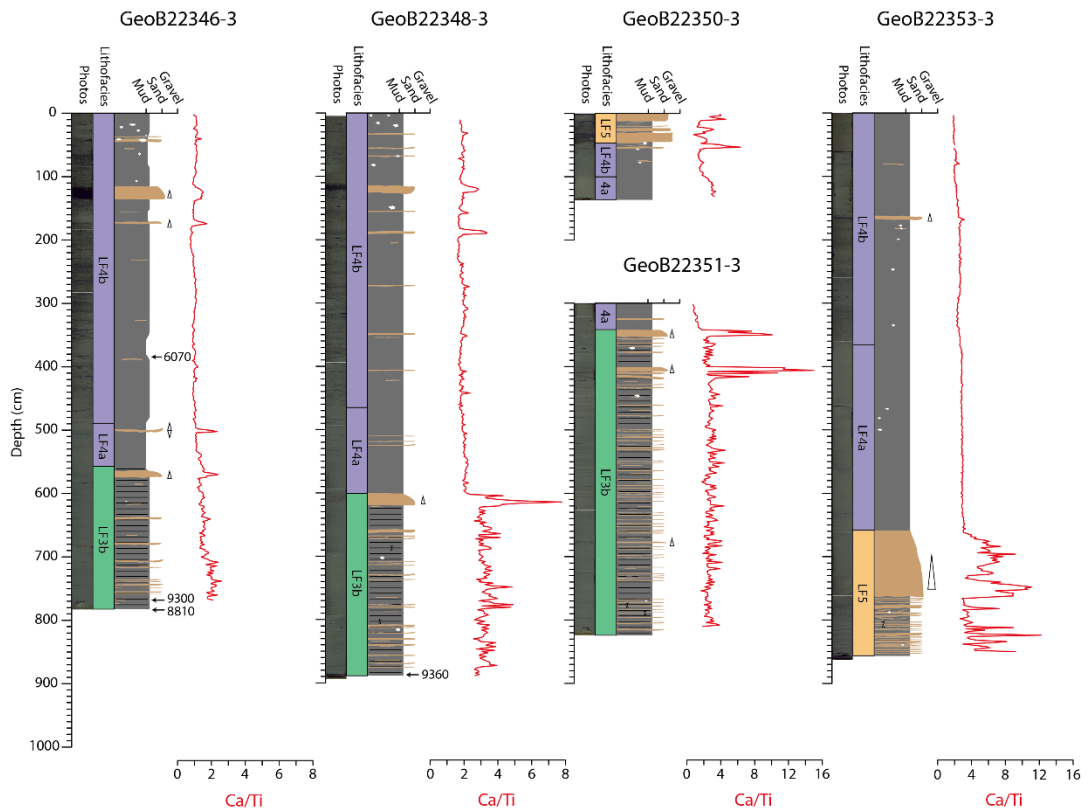 GeoB22346-3
Photos
Lithofacies
Mud
Sand
Gravel
Depth (cm)
0
100
200
300
400
500
600
700
800
900
1000
LF4b
LF4a
LF3b
6070
9300
8810
0 2 4 6 8
Ca/Ti
GeoB22348-3
Photos
Lithofacies
Mud
Sand
Gravel
LF4b
LF4a
LF3b
9360
0 2 4 6 8
Ca/Ti
GeoB22350-3
Photos
Lithofacies
Mud
Sand
Gravel
LF5
LF4b
4a
GeoB22351-3
4a
LF3b
0 4 8 12 16
Ca/Ti
GeoB22353-3
Photos
Lithofacies
Mud
Sand
Gravel
LF4b
LF4a
LF5
0 4 8 12 16
Ca/Ti